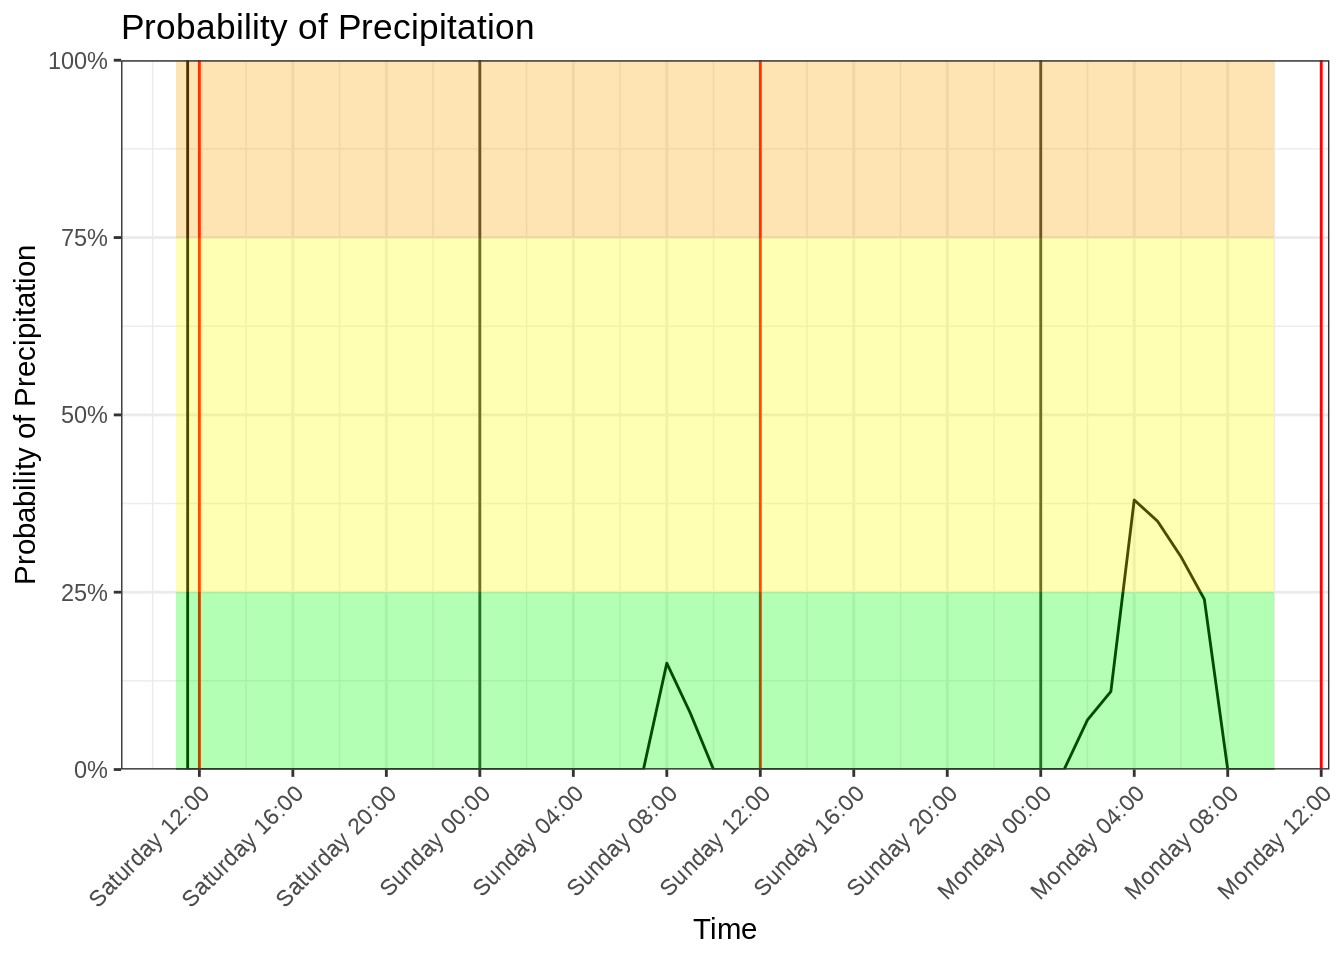 Probability of Precipitation
Probability of Precipitation
100%
75%
50%
25%
0%
Saturday 12:00
Saturday 16:00
Saturday 20:00
Sunday 00:00
Sunday 04:00
Sunday 08:00
Sunday 12:00
Sunday 16:00
Sunday 20:00
Monday 00:00
Monday 04:00
Monday 08:00
Monday 12:00
Time